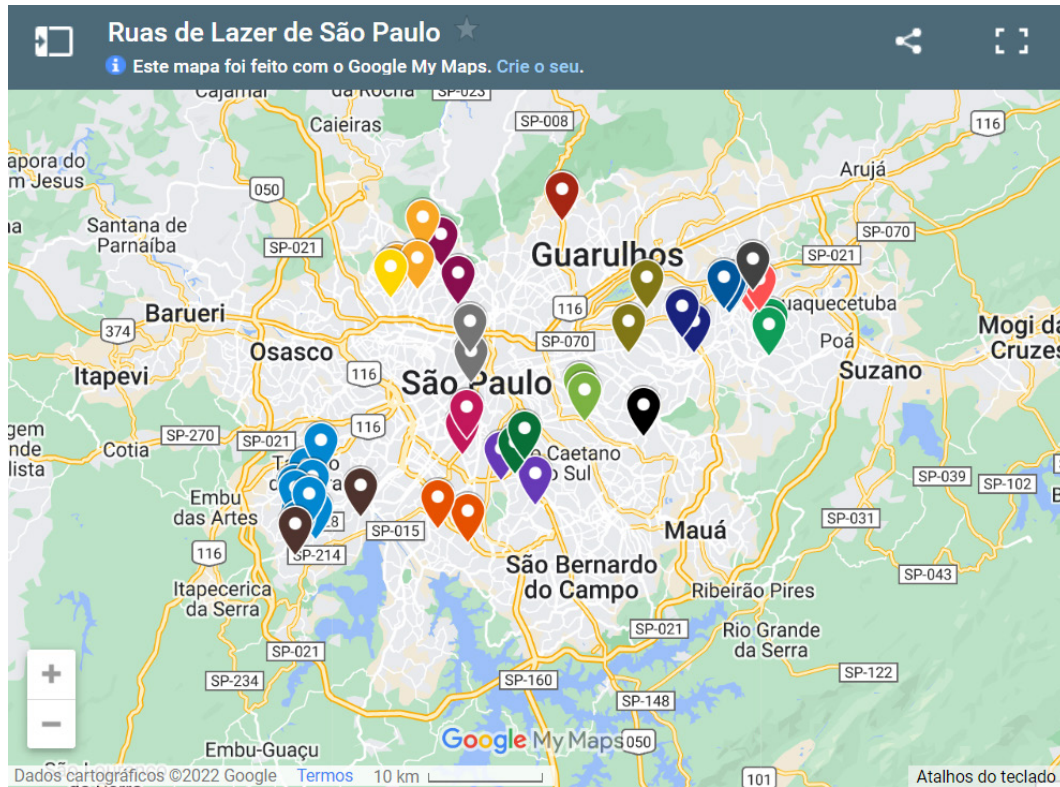 Ruas de Lazer de São Paulo
Este mapa foi feito com o Google My Maps. Crie o seu.
Cajamar
da Rocha
SP-023
Caieiras
SP-008
116
Arujá
apora do
m Jesus
050
SP-070
Santana de
Parnaíba
SP-021
Guarulhos
SP-021
116
uaquecetuba
Barueri
374
SP-070
Poá
Mogi da
Cruzes
Osasco
Itapevi
116
São Paulo
Suzano
gem
nde
lista
SP-270
SP-021
116
Cotia
Caetano
o Sul
SP-039
SP-102
Embu
das Artes
SP-015
Mauá
SP-031
116
SP-214
São Bernardo
do Campo
SP-043
Itapecerica
da Serra
Ribeirão Pires
SP-021
Rio Grande
da Serra
SP-021
SP-234
SP-160
SP-122
SP-148
Embu-Guaçu
Google My Maps
050
Dados cartográficos ©2022 Google
Termos
10 km
101
Atalhos do teclado